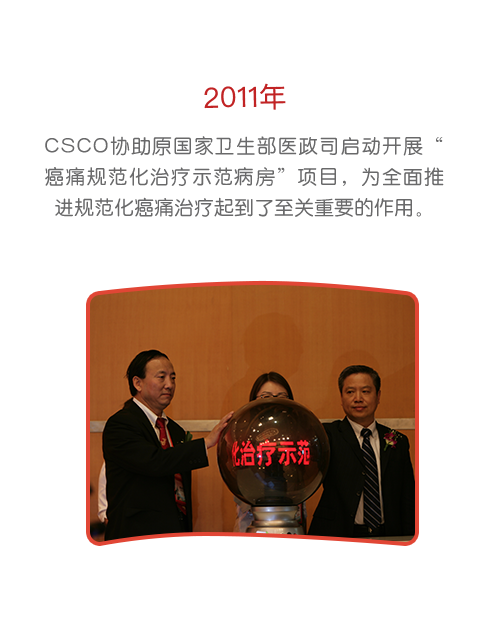 2011年
CSCO协助原国家卫生部医政司启动开展“
癌痛规范化治疗示范病房”项目，为全面推
进规范化癌痛治疗起到了至关重要的作用。
化治疗示范